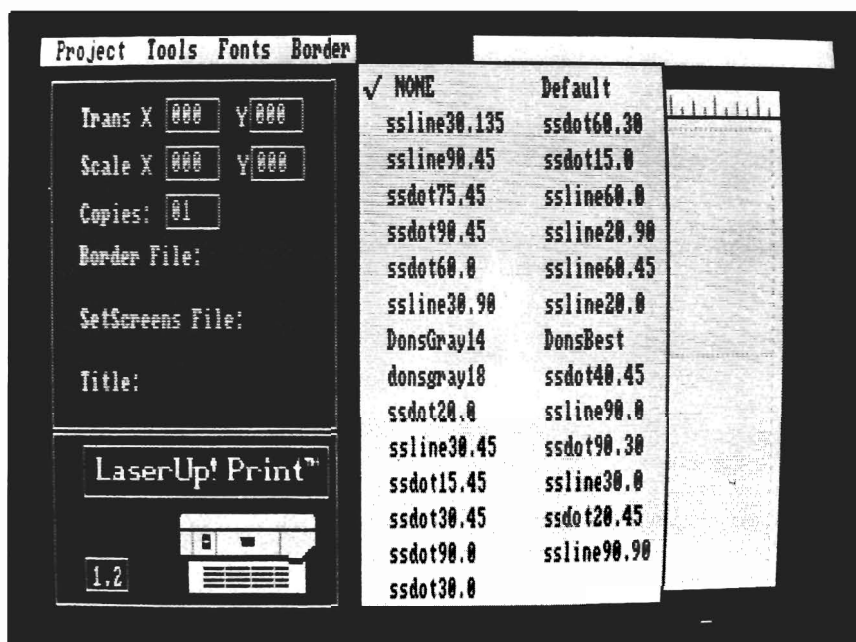 Project Tools Fonts Border
Trans X 000 Y 000
Scale X 000 Y 000
Copies: 01
Border File:
SetScreens File:
Title:
LaserUp! Print™
1.2
√ NONE Default
ssline30.135 ssdot60.30
ssline90.45 ssdot15.0
ssdot75.45 ssline60.0
ssdot90.45 ssline20.90
ssdot60.0 ssline60.45
ssline30.90 ssline20.0
DonsGray14 DonsBest
donsgray18 ssdot40.45
ssdot20.0 ssline90.0
ssline30.45 ssdot90.30
ssdot15.45 ssline30.0
ssdot30.45 ssdot20.45
ssdot90.0 ssline90.90
ssdot30.0